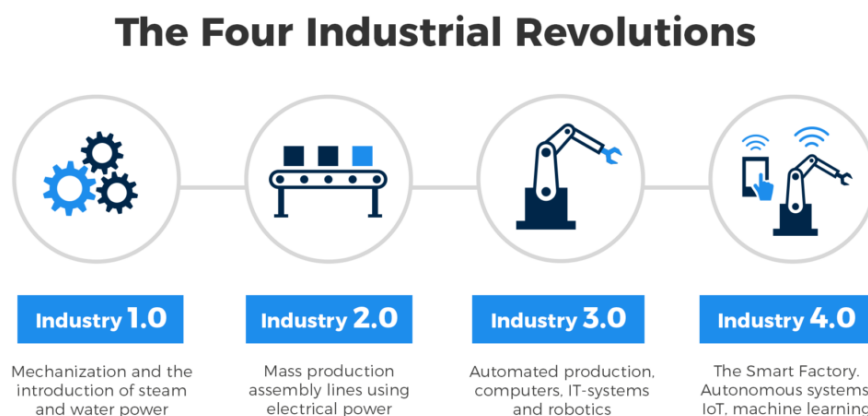 The Four Industrial Revolutions
Industry 1.0
Industry 2.0
Industry 3.0
Industry 4.0
Mechanization and the
introduction of steam
and water power
Mass production
assembly lines using
electrical power
Automated production,
computers, IT-systems
and robotics
The Smart Factory.
Autonomous systems
IoT, machine learning